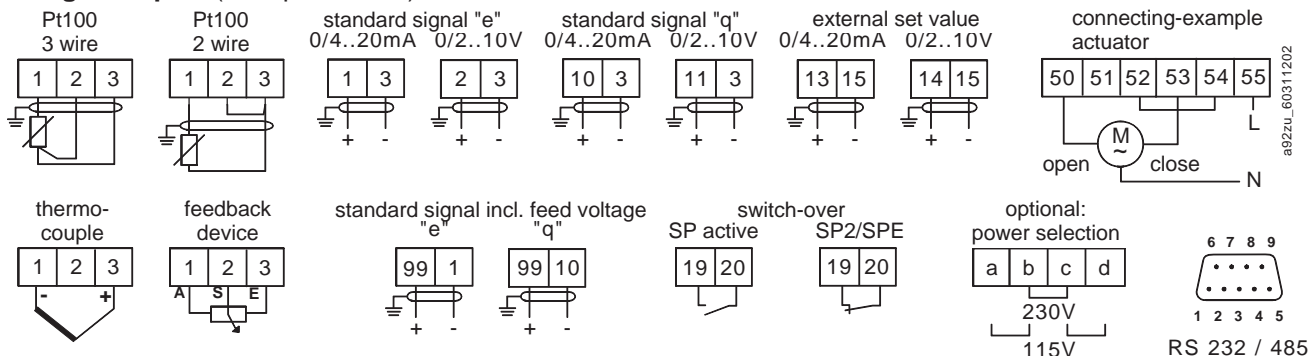 Pt100
3 wire
1 2 3
Pt100
2 wire
1 2 3
standard signal "e"
0/4..20mA 0/2..10V
1 3
+ -
2 3
+ -
standard signal "q"
0/4..20mA 0/2..10V
10 3
+ -
11 3
+ -
external set value
0/4..20mA 0/2..10V
13 15
+ -
14 15
+ -
connecting-example
actuator
50 51 52 53 54 55
L
M
~
open close
N
a92zu_60311202
thermo-
couple
1 2 3
- +
feedback
device
1 2 3
A S E
standard signal incl. feed voltage
"e" "q"
99 1
+ -
99 10
+ -
switch-over
SP active SP2/SPE
19 20
19 20
optional:
power selection
a b c d
230V
115V
6 7 8 9
1 2 3 4 5
RS 232 / 485